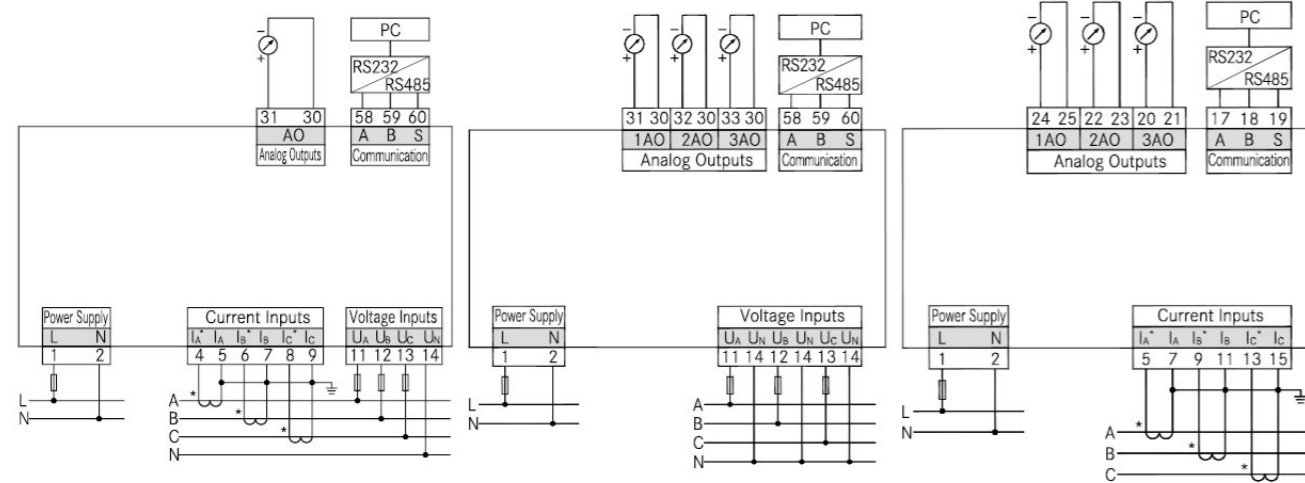 PC
RS232
RS485
31 30
58 59 60
AO
A B S
Analog Outputs
Communication
Power Supply
L N
1 2
Current Inputs
IA* IA IB* IB IC* IC
4 5 6 7 8 9
Voltage Inputs
UA UB UC UN
11 12 13 14
L
N
A
B
C
N
PC
RS232
RS485
31 30 32 30 33 30
58 59 60
1AO 2AO 3AO
A B S
Analog Outputs
Communication
Power Supply
L N
1 2
Voltage Inputs
UA UN UB UN UC UN
11 14 12 14 13 14
L
N
A
B
C
N
PC
RS232
RS485
24 25 22 23 20 21
17 18 19
1AO 2AO 3AO
A B S
Analog Outputs
Communication
Power Supply
L N
1 2
Current Inputs
IA* IA IB* IB IC* IC
5 7 9 11 13 15
L
N
A
B
C